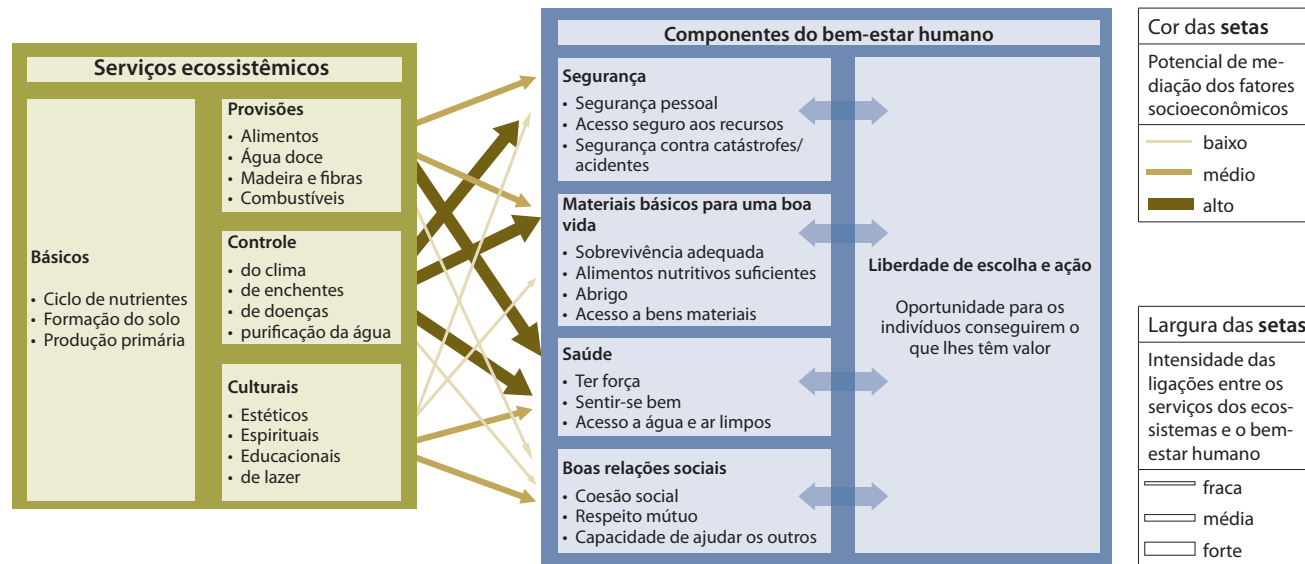 Serviços ecossistêmicos
Básicos
• Ciclo de nutrientes
• Formação do solo
• Produção primária
Provisões
• Alimentos
• Água doce
• Madeira e fibras
• Combustíveis
Controle
• do clima
• de enchentes
• de doenças
• purificação da água
Culturais
• Estéticos
• Espirituais
• Educacionais
• de lazer
Componentes do bem-estar humano
Segurança
• Segurança pessoal
• Acesso seguro aos recursos
• Segurança contra catástrofes/
acidentes
Materiais básicos para uma boa
vida
• Sobrevivência adequada
• Alimentos nutritivos suficientes
• Abrigo
• Acesso a bens materiais
Saúde
• Ter força
• Sentir-se bem
• Acesso a água e ar limpos
Boas relações sociais
• Coesão social
• Respeito mútuo
• Capacidade de ajudar os outros
Liberdade de escolha e ação
Oportunidade para os
indivíduos conseguirem o
que lhes têm valor
Cor das setas
Potencial de me-
diação dos fatores
socioeconômicos
baixo
médio
alto
Largura das setas
Intensidade das
ligações entre os
serviços dos ecos-
sistemas e o bem-
estar humano
fraca
média
forte